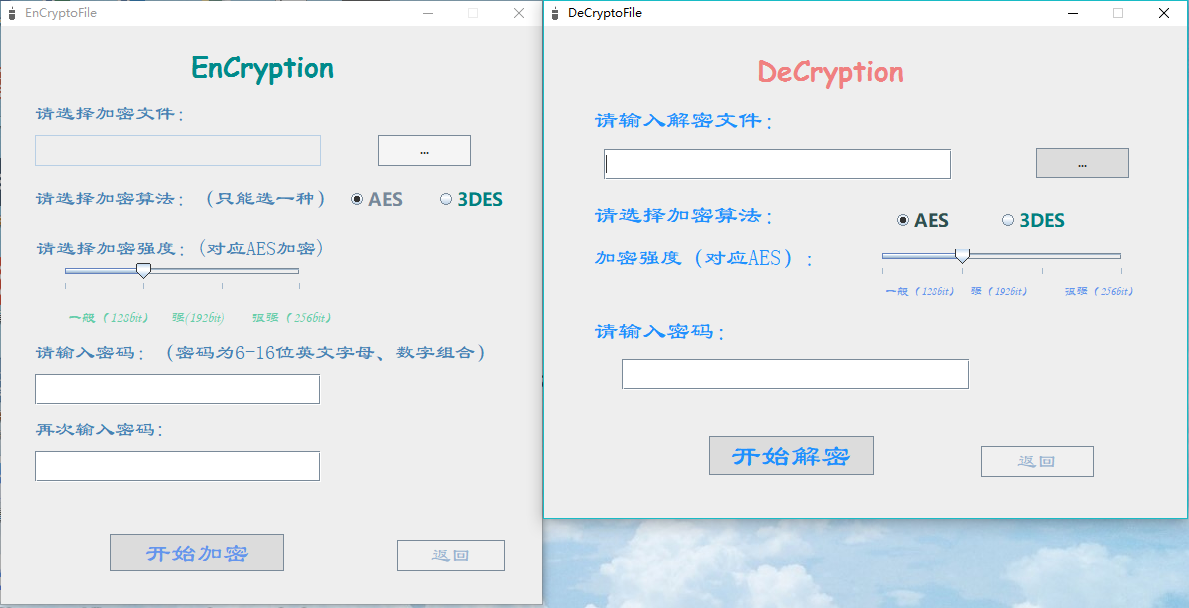 EnCryptoFile
EnCryption
请选择加密文件：
...
请选择加密算法：（只能选一种） AES 3DES
请选择加密强度：(对应AES加密)
一般（128bit） 强(192bit) 很强（256bit）
请输入密码：（密码为6-16位英文字母、数字组合）
再次输入密码：
开始加密 返回
DeCryptoFile
DeCryption
请输入解密文件：
...
请选择加密算法： AES 3DES
加密强度（对应AES）：
一般（128bit） 强（192bit） 很强（256bit）
请输入密码：
开始解密 返回